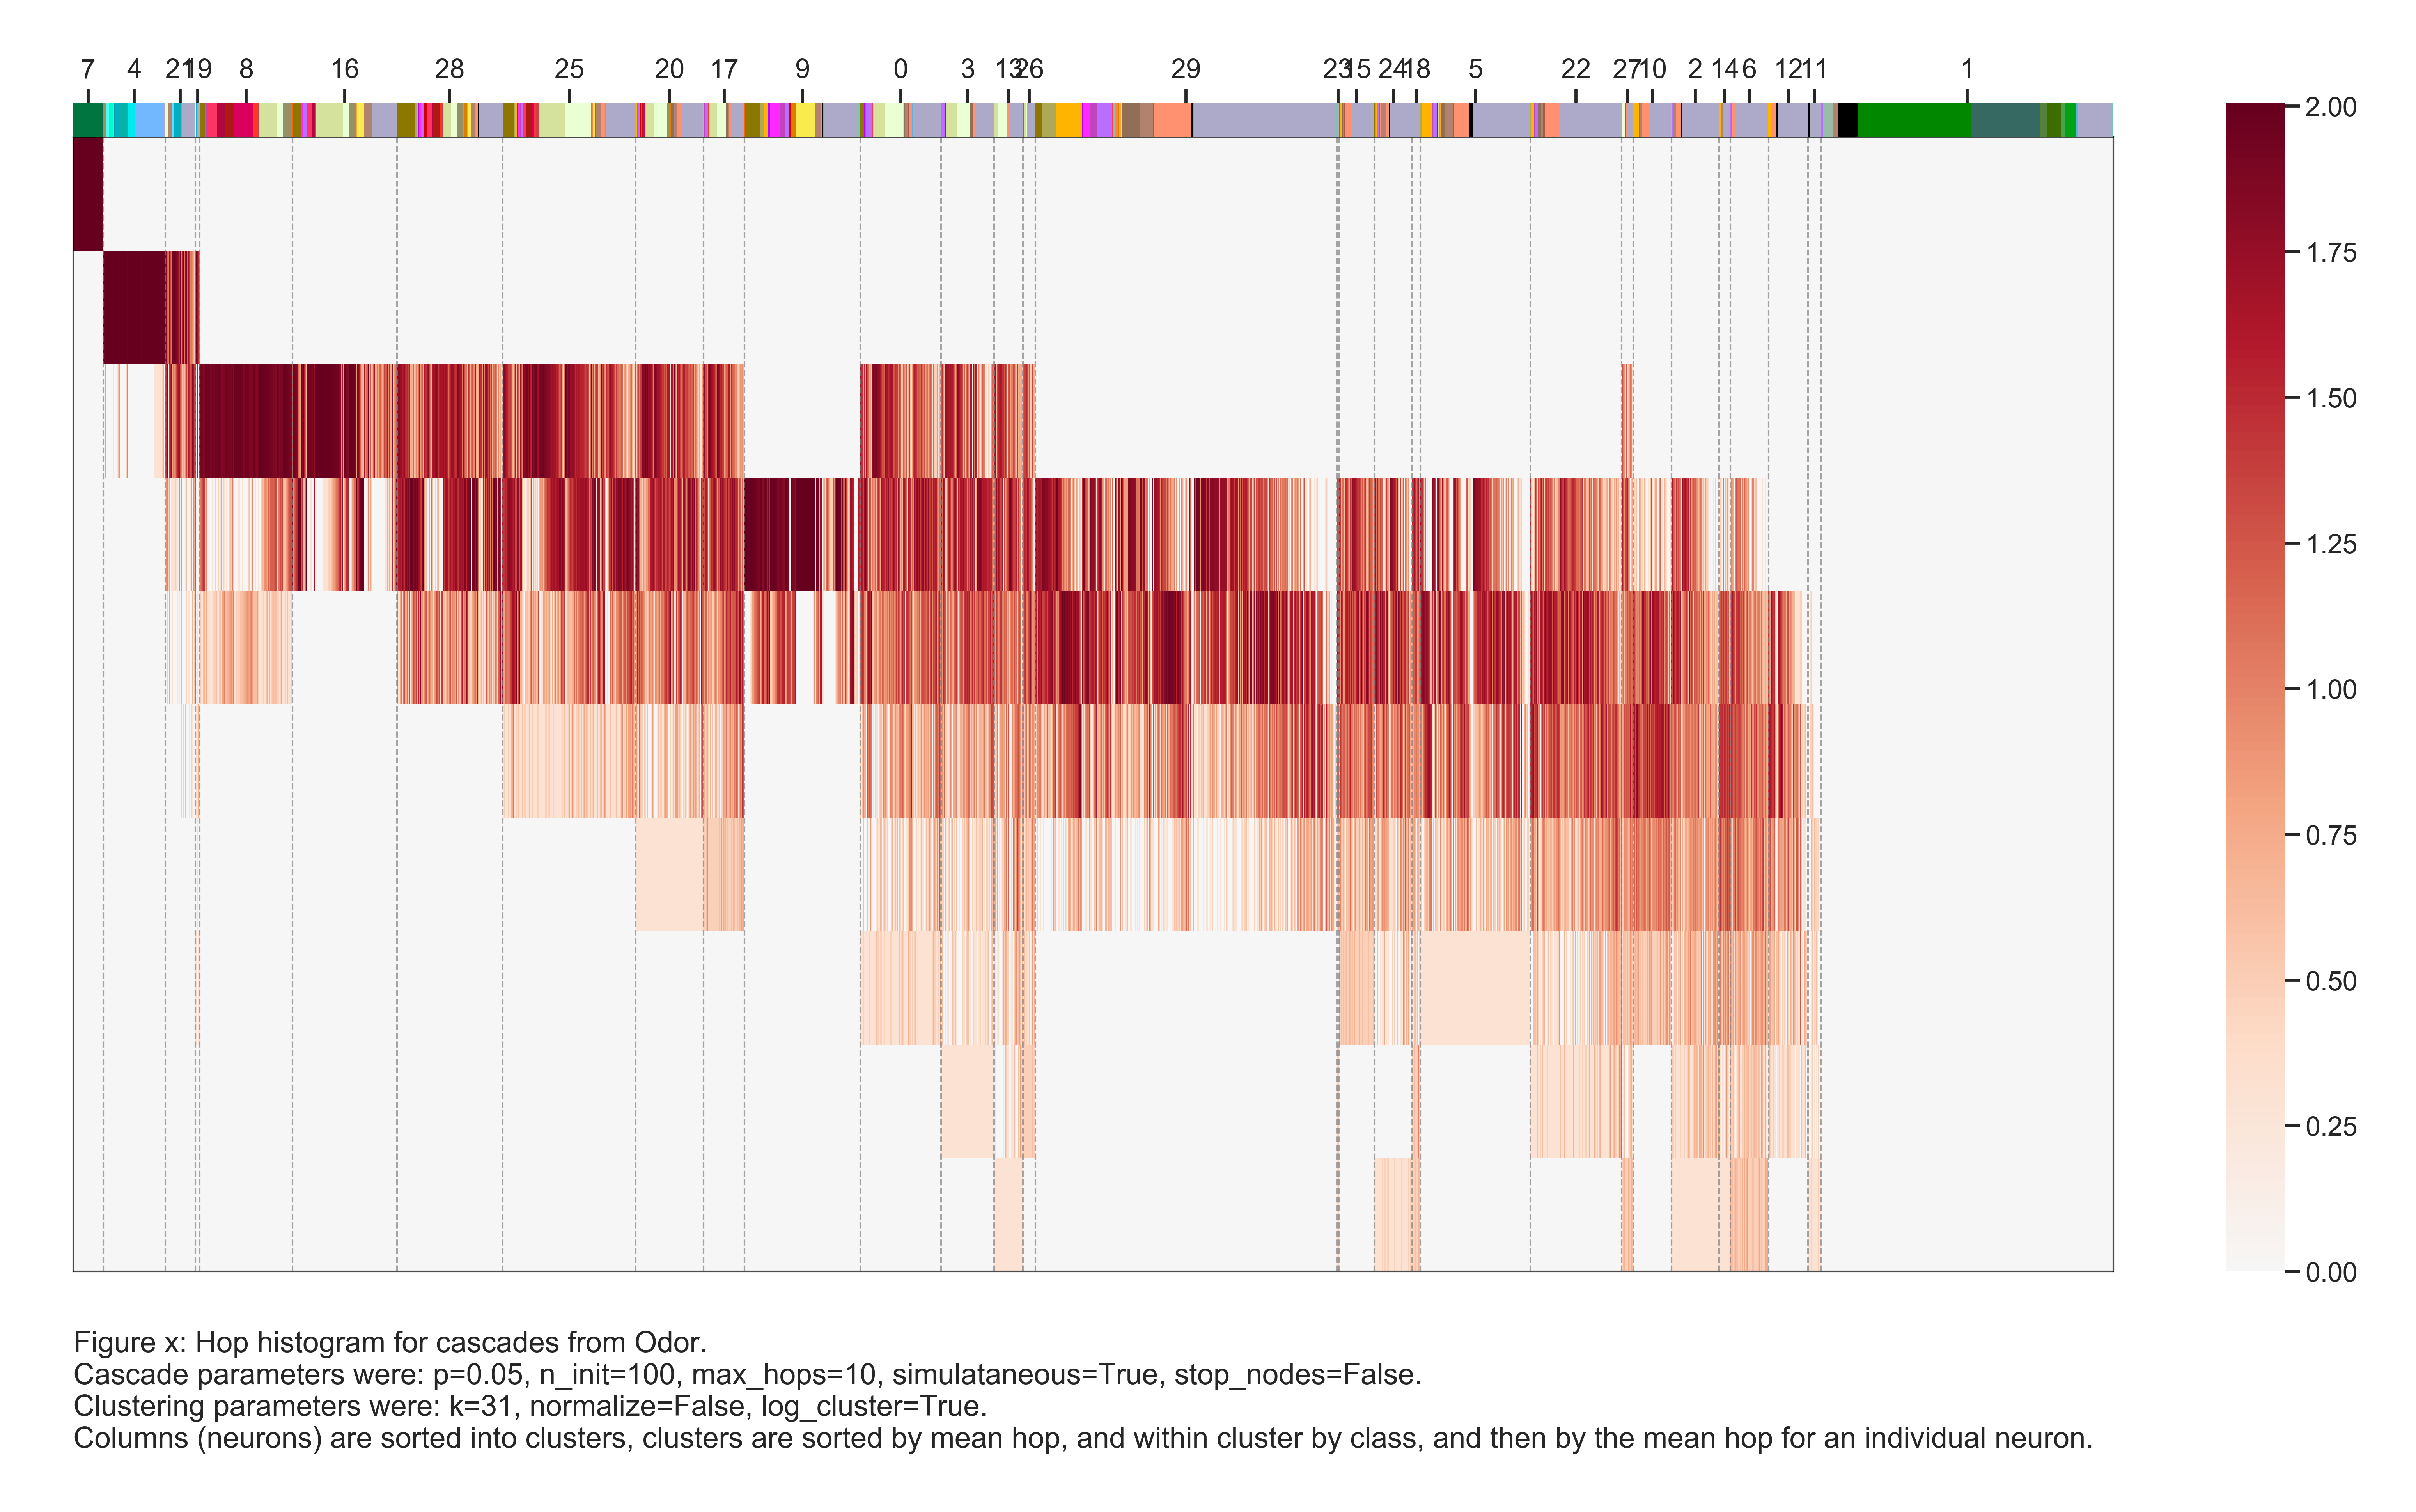 7 4 21 19 8 16 28 25 20 17 9 0 3 13 26 29 23 15 24 18 5 22 27 10 2 14 6 12 11 1
2.00
1.75
1.50
1.25
1.00
0.75
0.50
0.25
0.00
Figure x: Hop histogram for cascades from Odor.
Cascade parameters were: p=0.05, n_init=100, max_hops=10, simulataneous=True, stop_nodes=False.
Clustering parameters were: k=31, normalize=False, log_cluster=True.
Columns (neurons) are sorted into clusters, clusters are sorted by mean hop, and within cluster by class, and then by the mean hop for an individual neuron.